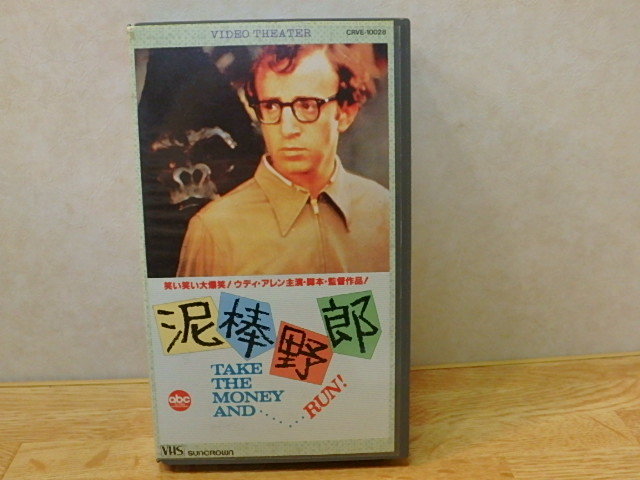 VIDEO THEATER
CRVE-10028
笑い笑い大爆笑!ウディ・アレン主演・脚本・監督作品!
泥棒野郎
TAKE
THE
MONEY
AND......RUN!
abc
VHS SUNCROWN